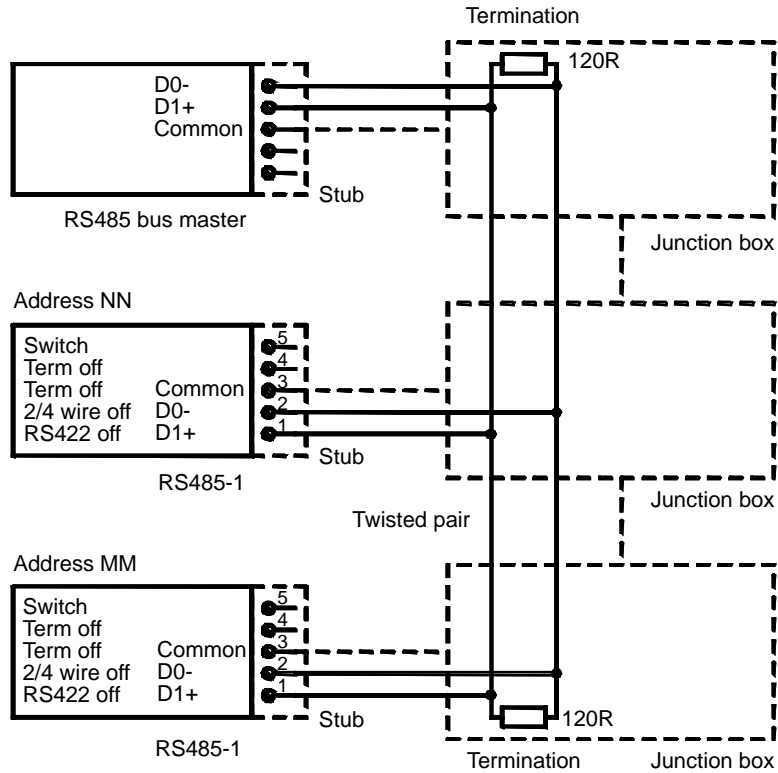 Termination
120R
D0-
D1+
Common
Stub
RS485 bus master
Junction box
Address NN
Switch 5
Term off 4
Term off Common 3
2/4 wire off D0- 2
RS422 off D1+ 1
Stub
RS485-1
Junction box
Twisted pair
Address MM
Switch 5
Term off 4
Term off Common 3
2/4 wire off D0- 2
RS422 off D1+ 1
Stub
120R
RS485-1
Termination
Junction box